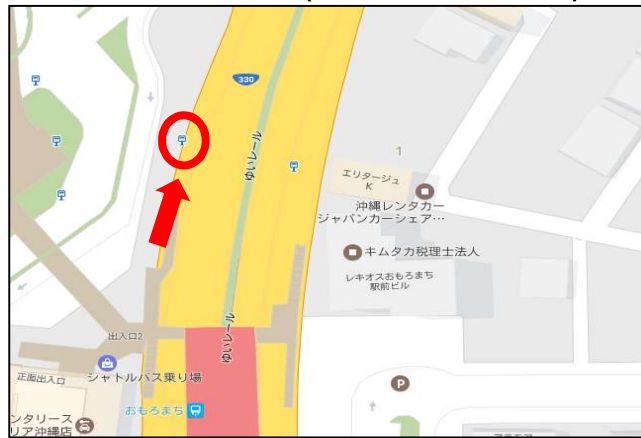 330
ゆいレール
1
エリタージュ
K
沖縄レンタカー
ジャパンカーシェア…
キムタカ税理士法人
レキオスおもろまち
駅前ビル
ゆいレール
出入口2
正面出入口
シャトルバス乗り場
P
おもろまち
ンタリース
リア沖縄店